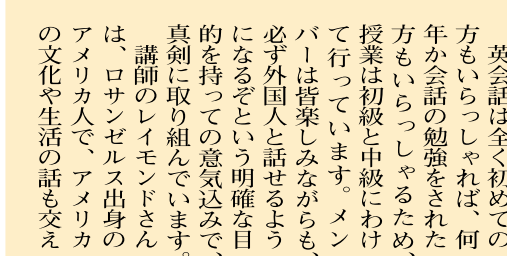 英会話は全く初めての
方もいらっしゃれば、何
年か会話の勉強をされた
方もいらっしゃるため、
授業は初級と中級にわけ
て行っています。メン
バーは皆楽しみながらも、
必ず外国人と話せるよう
になるぞという明確な目
的を持っての意気込みで、
真剣に取り組んでいます。
講師のレイモンドさん
は、ロサンゼルス出身の
アメリカ人で、アメリカ
の文化や生活の話も交え